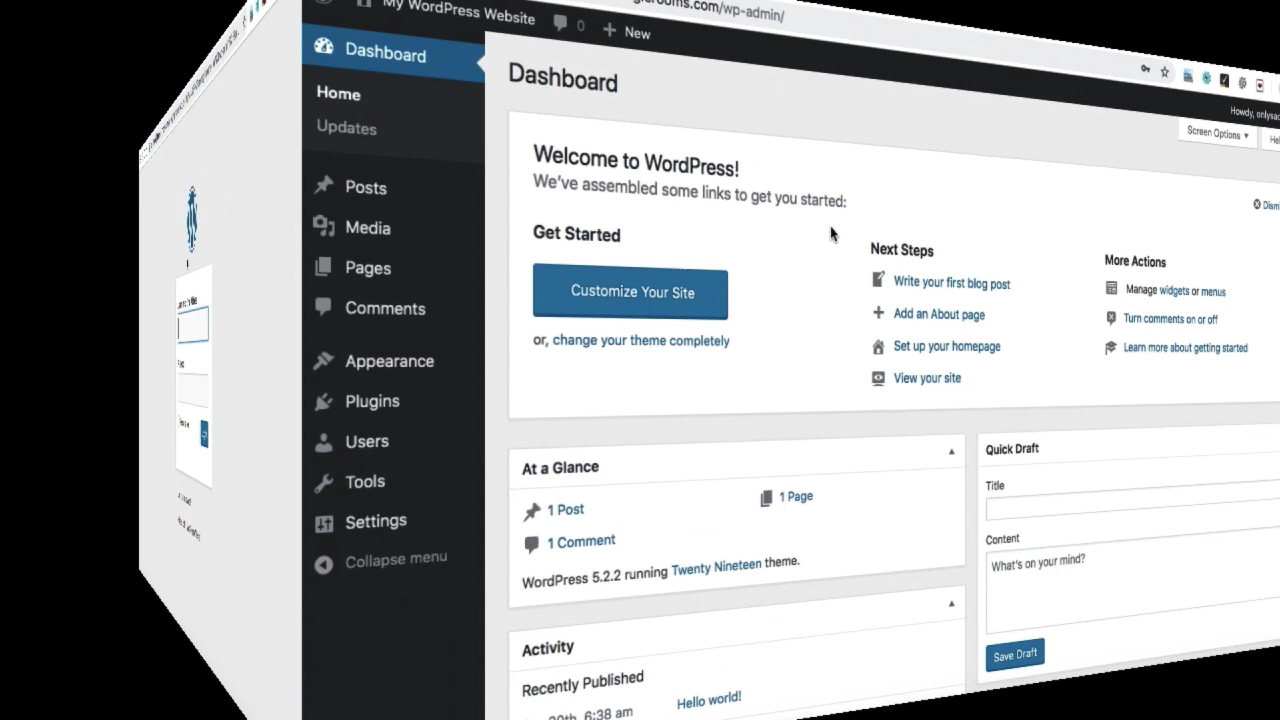 My WordPress Website
0
New
/wp-admin/
Howdy,
Dashboard
Home
Updates
Posts
Media
Pages
Comments
Appearance
Plugins
Users
Tools
Settings
Collapse menu
Dashboard
Screen Options
Welcome to WordPress!
We've assembled some links to get you started:
Get Started
Customize Your Site
or, change your theme completely
Next Steps
Write your first blog post
Add an About page
Set up your homepage
View your site
More Actions
Manage widgets or menus
Turn comments on or off
Learn more about getting started
At a Glance
1 Post
1 Page
1 Comment
WordPress 5.2.2 running Twenty Nineteen theme.
Activity
Recently Published
6:38 am
Hello world!
Quick Draft
Title
Content
What's on your mind?
Save Draft